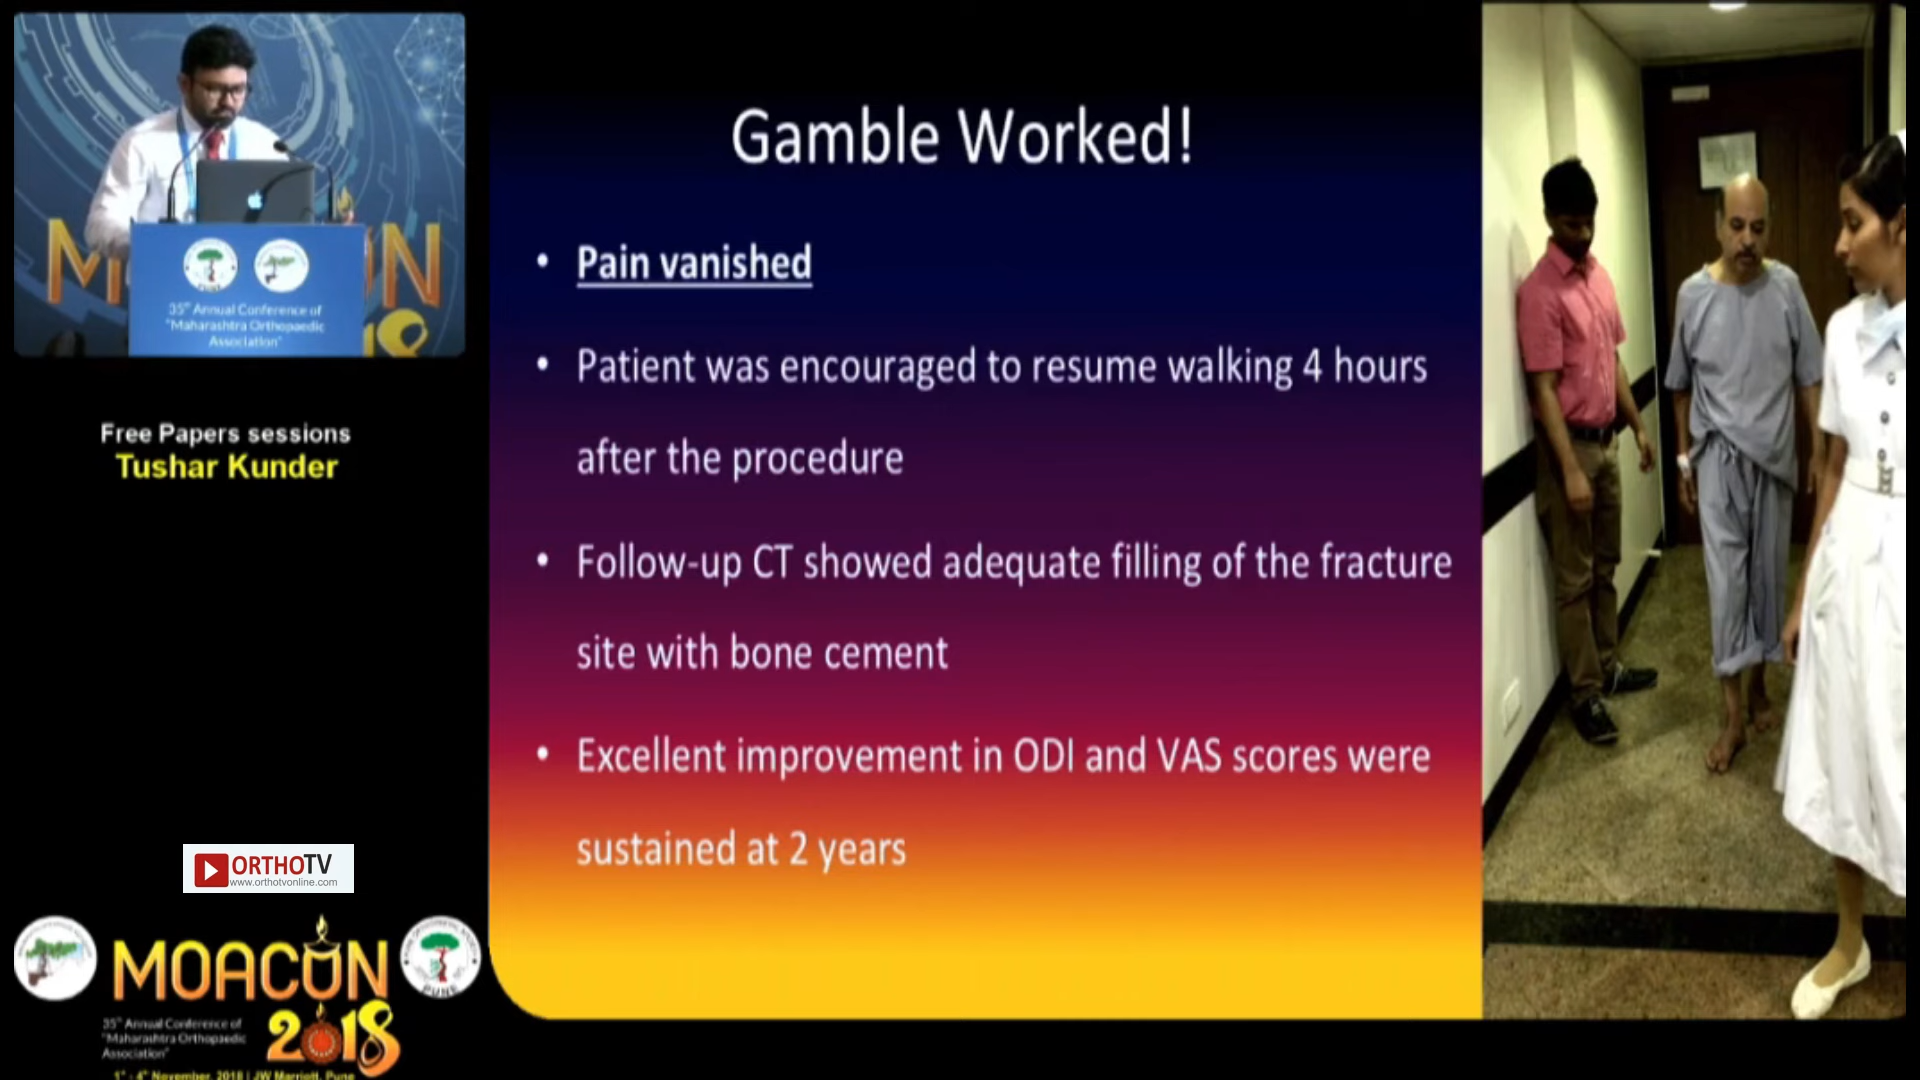 35th Annual Conference of
"Maharashtra Orthopaedic
Association"
Free Papers sessions
Tushar Kunder
ORTHOTV
www.orthotvonline.com
MOACON
2018
35th Annual Conference of
"Maharashtra Orthopaedic
Association"
1st - 4th November, 2018 | JW Marriott, Pune
Gamble Worked!
• Pain vanished
• Patient was encouraged to resume walking 4 hours
after the procedure
• Follow-up CT showed adequate filling of the fracture
site with bone cement
• Excellent improvement in ODI and VAS scores were
sustained at 2 years